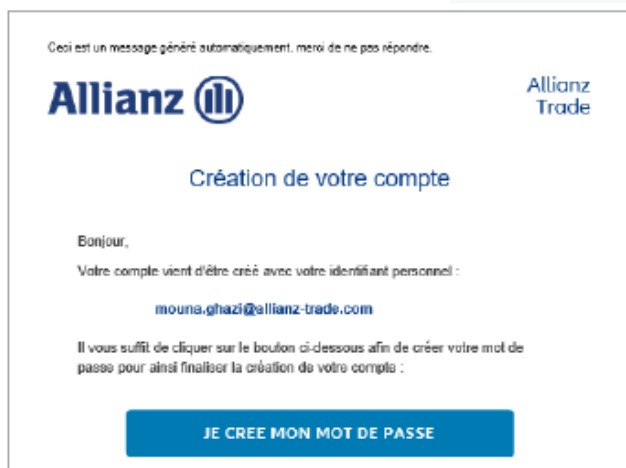 Ceci est un message généré automatiquement, merci de ne pas répondre.
Allianz
Allianz
Trade
Création de votre compte
Bonjour,
Votre compte vient d'être créé avec votre identifiant personnel :
mouna.ghazi@allianz-trade.com
Il vous suffit de cliquer sur le bouton ci-dessous afin de créer votre mot de
passe pour ainsi finaliser la création de votre compte :
JE CREE MON MOT DE PASSE